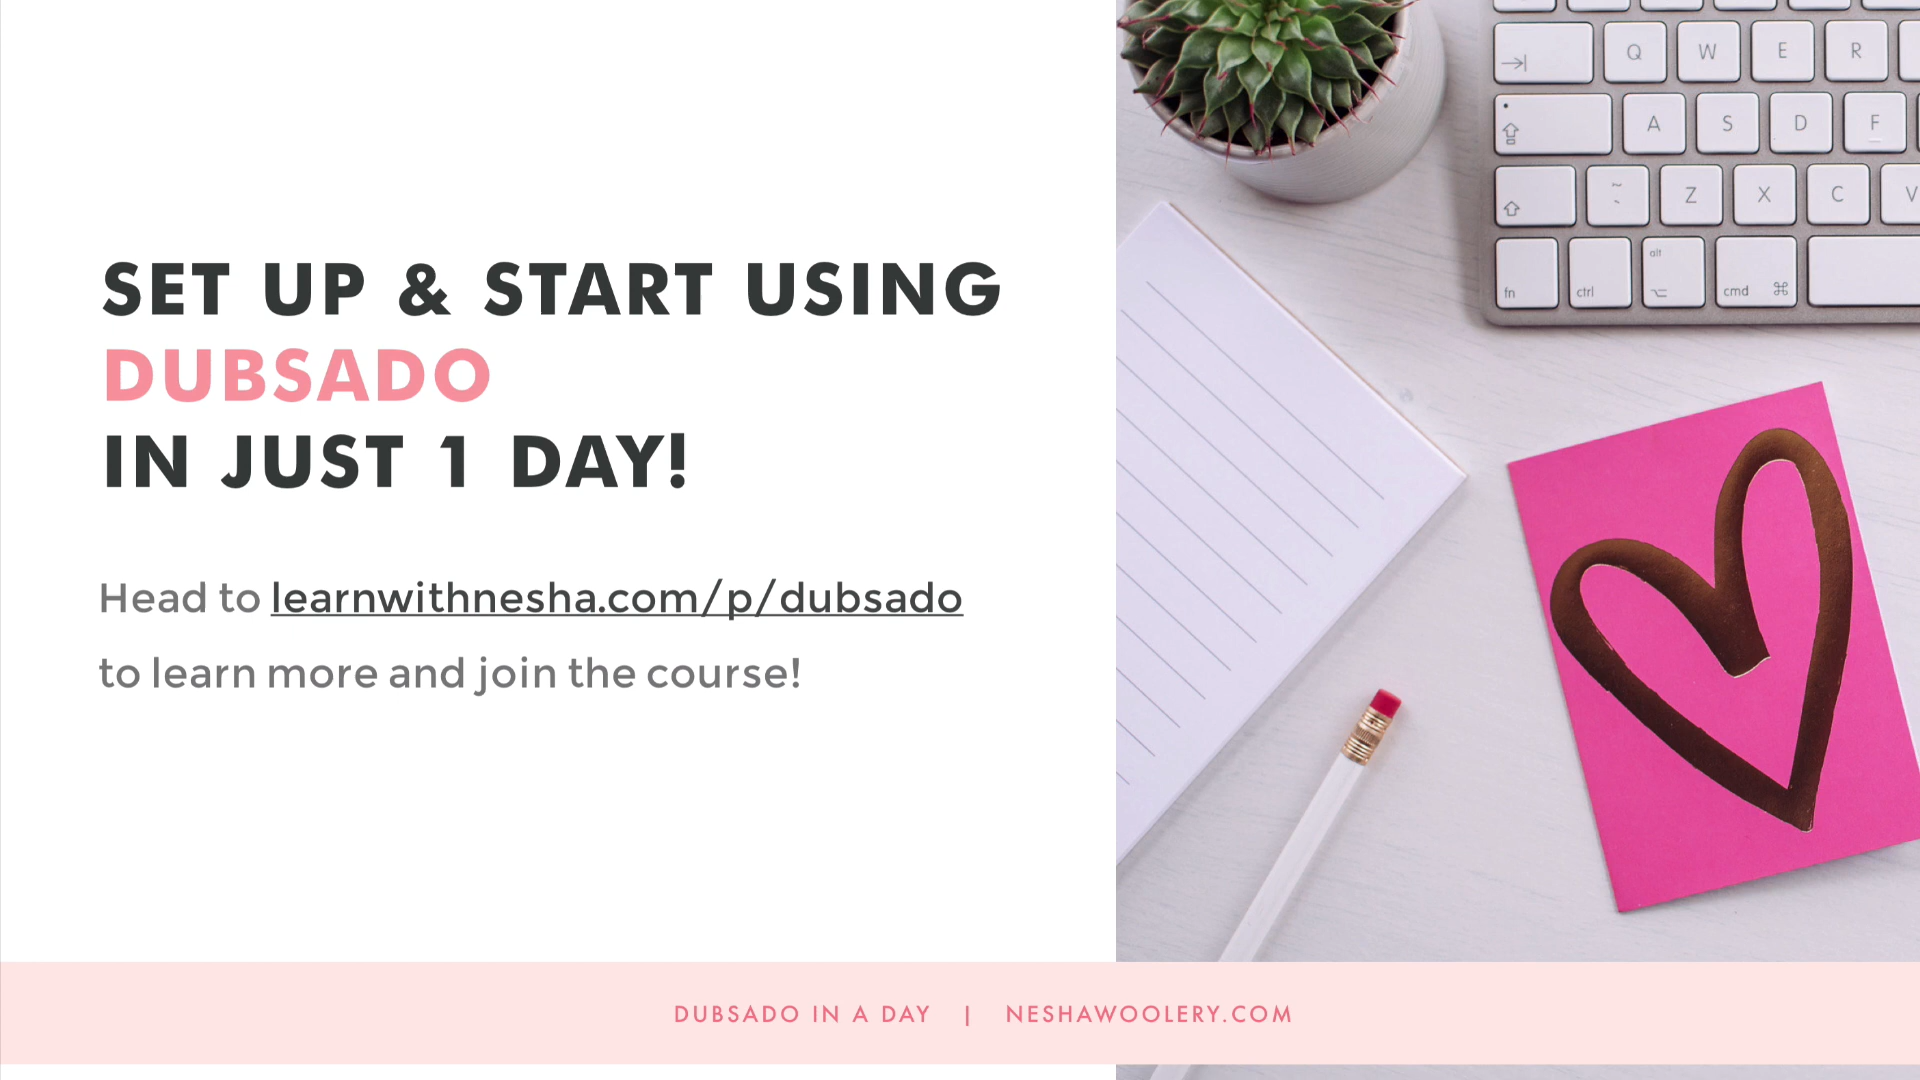 SET UP & START USING
DUBSADO
IN JUST 1 DAY!
Head to learnwithnesha.com/p/dubsado
to learn more and join the course!
Q W E R
A S D F
~ ` Z X C V
alt
fn ctrl cmd ⌘
DUBSADO IN A DAY | NESHAWOOLERY.COM